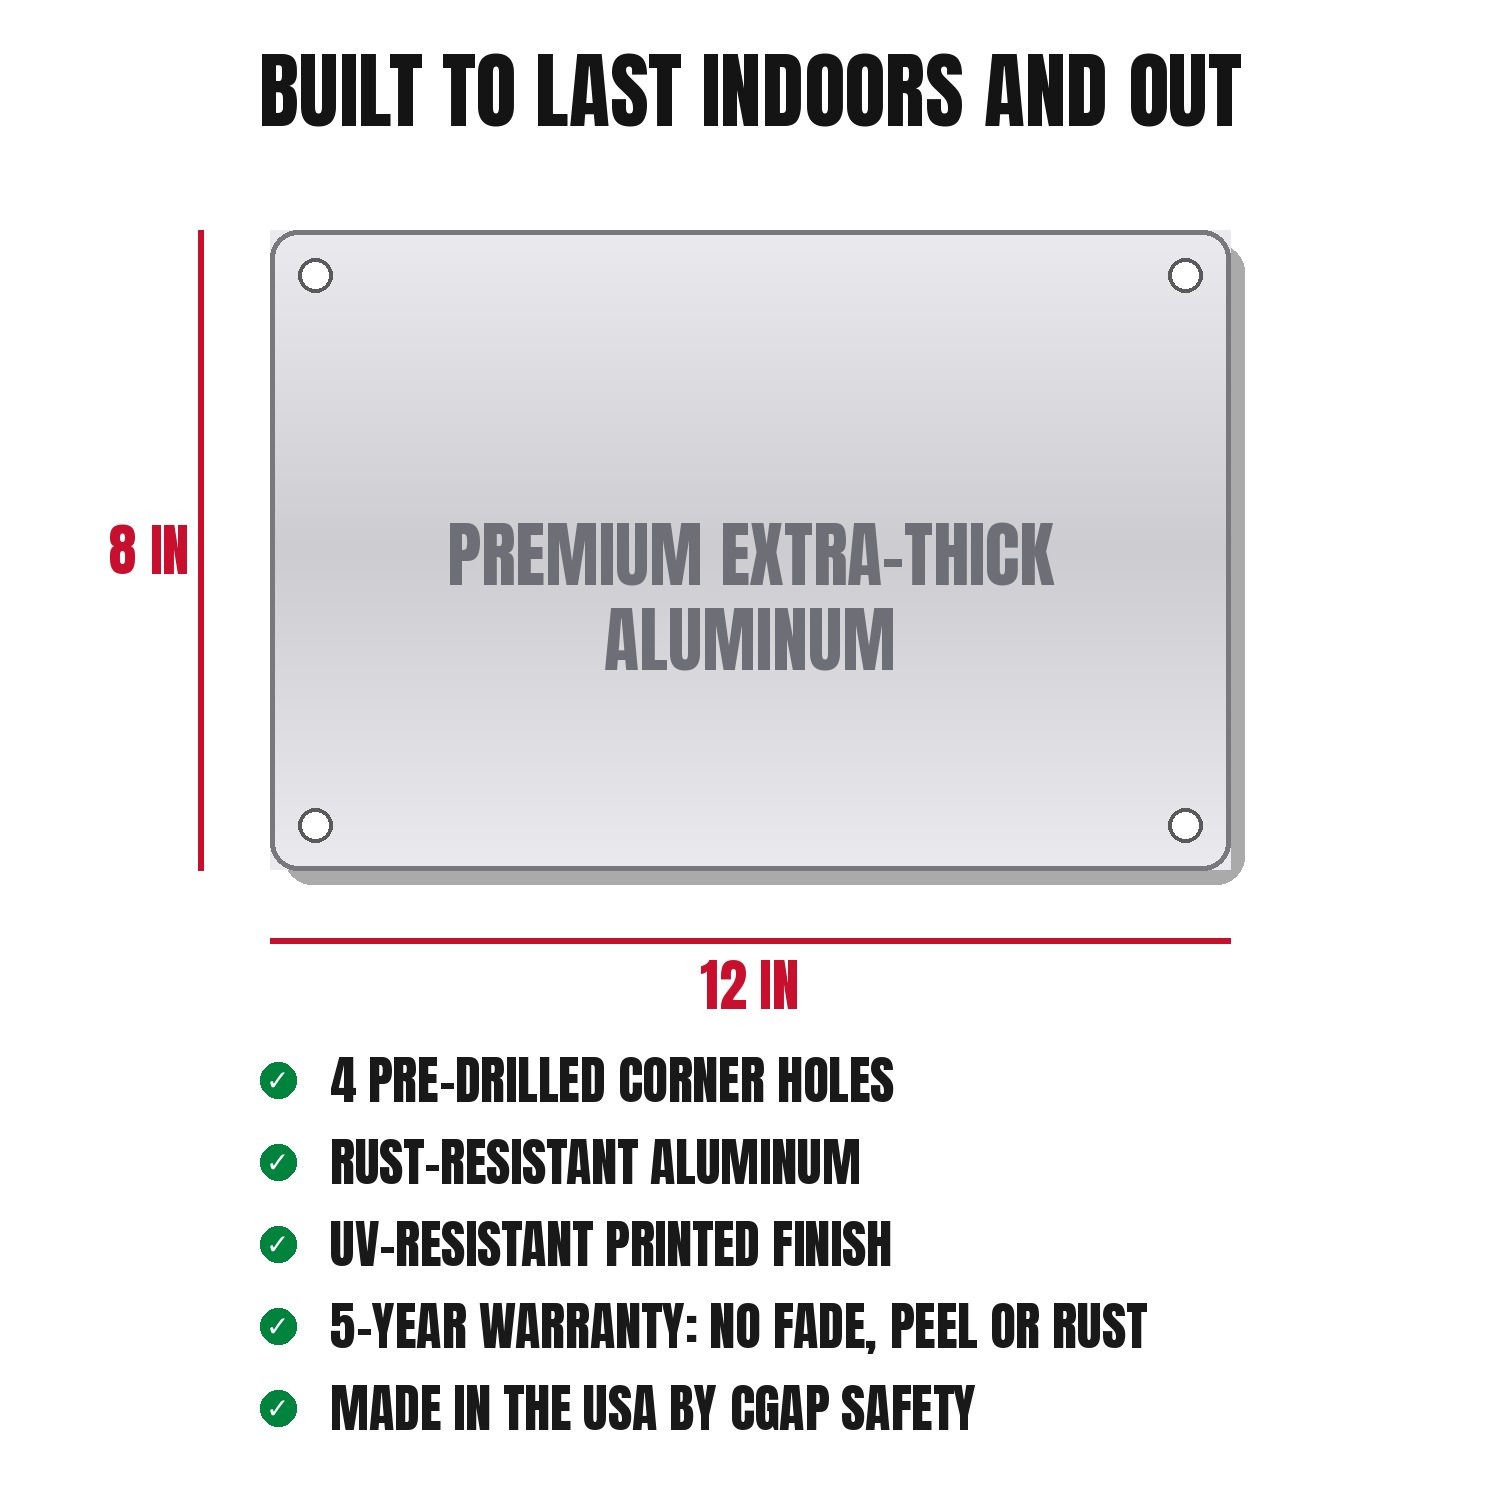 BUILT TO LAST INDOORS AND OUT
8 IN
PREMIUM EXTRA-THICK
ALUMINUM
12 IN
✓ 4 PRE-DRILLED CORNER HOLES
✓ RUST-RESISTANT ALUMINUM
✓ UV-RESISTANT PRINTED FINISH
✓ 5-YEAR WARRANTY: NO FADE, PEEL OR RUST
✓ MADE IN THE USA BY CGAP SAFETY